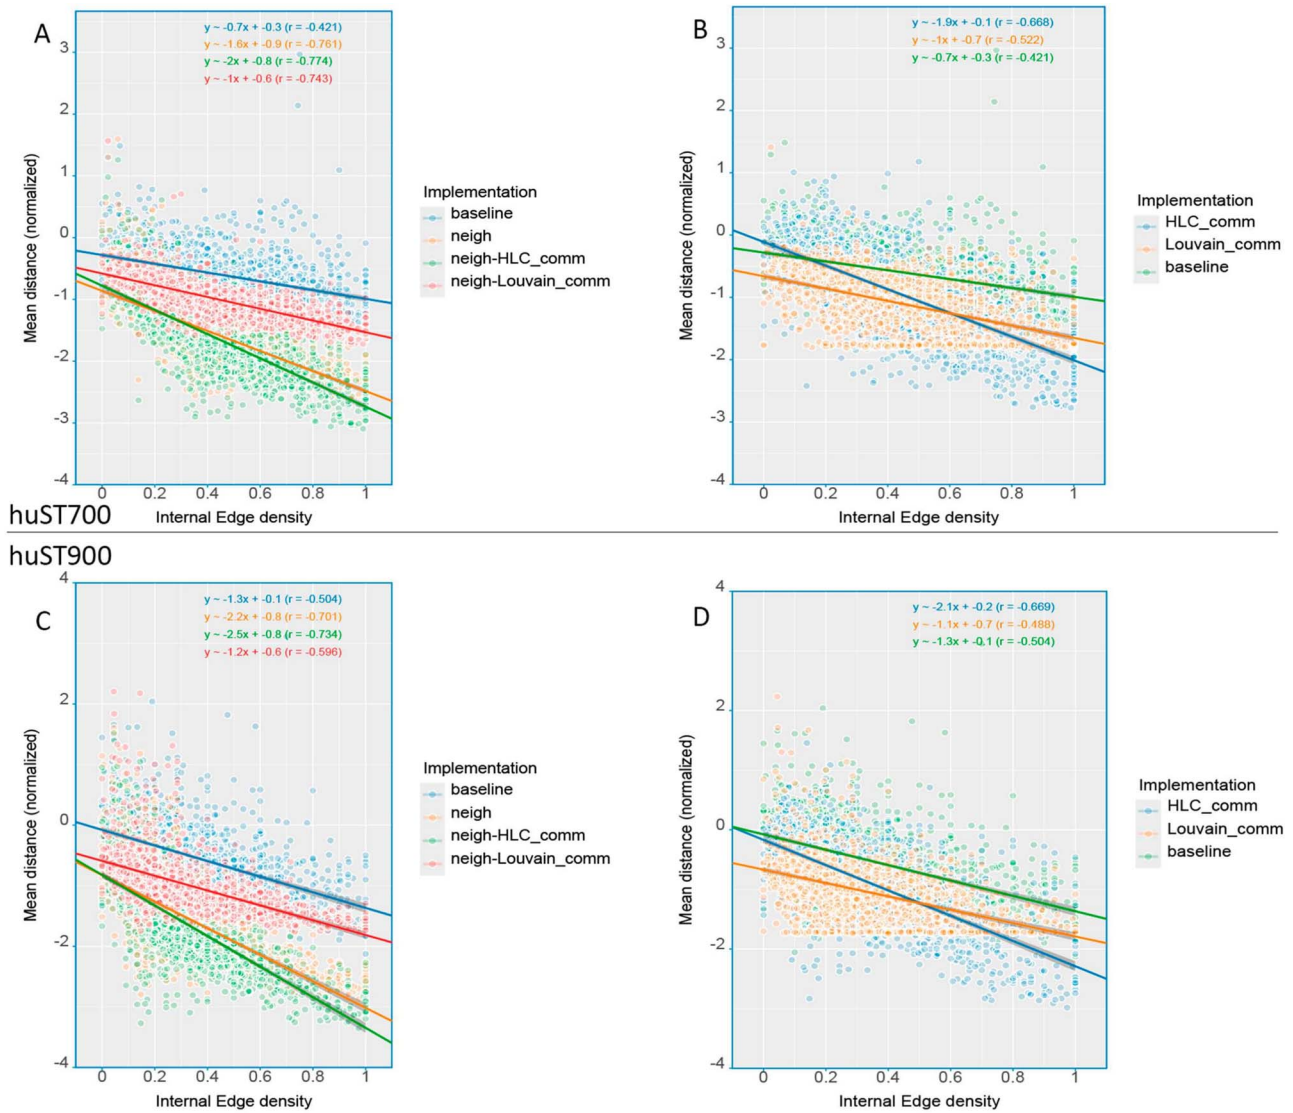 A
y ~ -0.7x + -0.3 (r = -0.421)
y ~ -1.6x + -0.9 (r = -0.761)
y ~ -2x + -0.8 (r = -0.774)
y ~ -1x + -0.6 (r = -0.743)
3
2
1
0
-1
-2
-3
-4
Mean distance (normalized)
0 0.2 0.4 0.6 0.8 1
Internal Edge density
Implementation
baseline
neigh
neigh-HLC_comm
neigh-Louvain_comm
B
y ~ -1.9x + -0.1 (r = -0.668)
y ~ -1x + -0.7 (r = -0.522)
y ~ -0.7x + -0.3 (r = -0.421)
3
2
1
0
-1
-2
-3
-4
Mean distance (normalized)
0 0.2 0.4 0.6 0.8 1
Internal Edge density
Implementation
HLC_comm
Louvain_comm
baseline
huST700
huST900
C
y ~ -1.3x + -0.1 (r = -0.504)
y ~ -2.2x + -0.8 (r = -0.701)
y ~ -2.5x + -0.8 (r = -0.734)
y ~ -1.2x + -0.6 (r = -0.596)
4
2
0
-2
-4
Mean distance (normalized)
0 0.2 0.4 0.6 0.8 1
Internal Edge density
Implementation
baseline
neigh
neigh-HLC_comm
neigh-Louvain_comm
D
y ~ -2.1x + -0.2 (r = -0.669)
y ~ -1.1x + -0.7 (r = -0.488)
y ~ -1.3x + -0.1 (r = -0.504)
4
2
0
-2
-4
Mean distance (normalized)
0 0.2 0.4 0.6 0.8 1
Internal Edge density
Implementation
HLC_comm
Louvain_comm
baseline